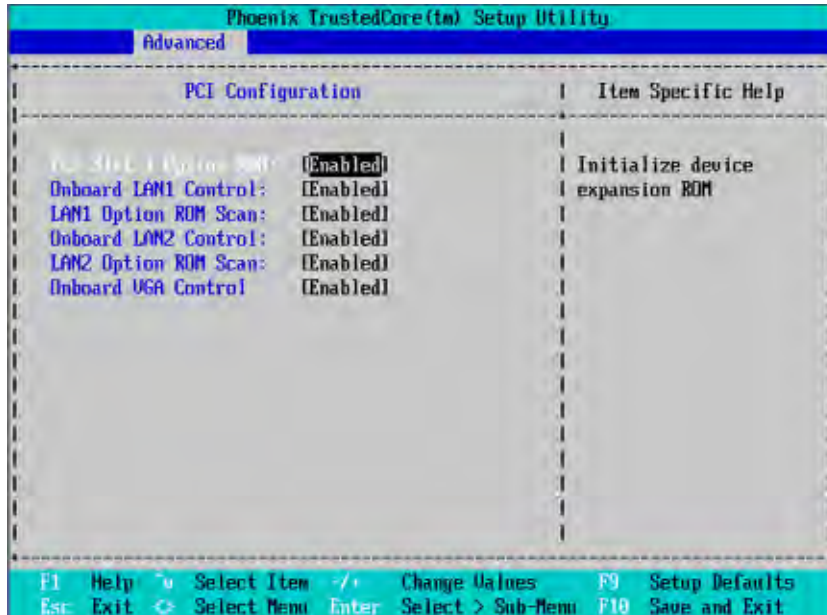 Phoenix TrustedCore(tm) Setup Utility
Advanced
PCI Configuration
Item Specific Help
Option ROM: [Enabled]
Onboard LAN1 Control: [Enabled]
LAN1 Option ROM Scan: [Enabled]
Onboard LAN2 Control: [Enabled]
LAN2 Option ROM Scan: [Enabled]
Onboard VGA Control [Enabled]
Initialize device
expansion ROM
F1 Help Select Item -/+ Change Values F9 Setup Defaults
Esc Exit <> Select Menu Enter Select > Sub-Menu F10 Save and Exit